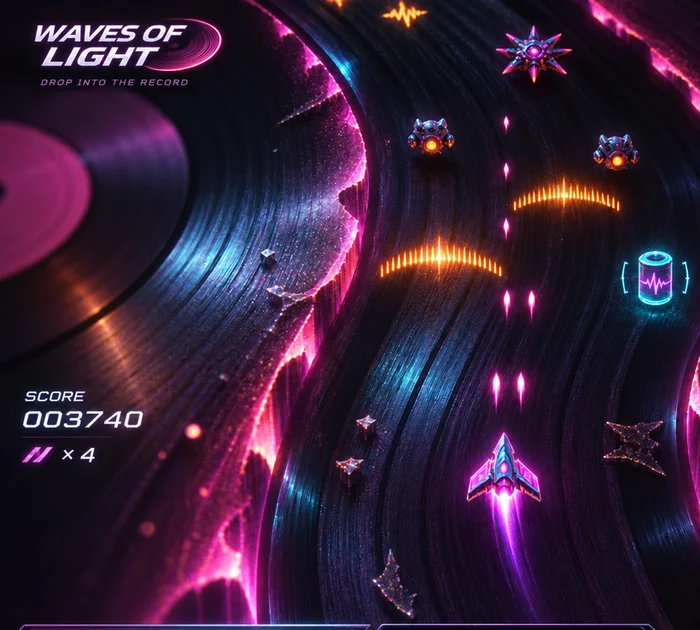 WAVES OF
LIGHT
DROP INTO THE RECORD
SCORE
003740
× 4